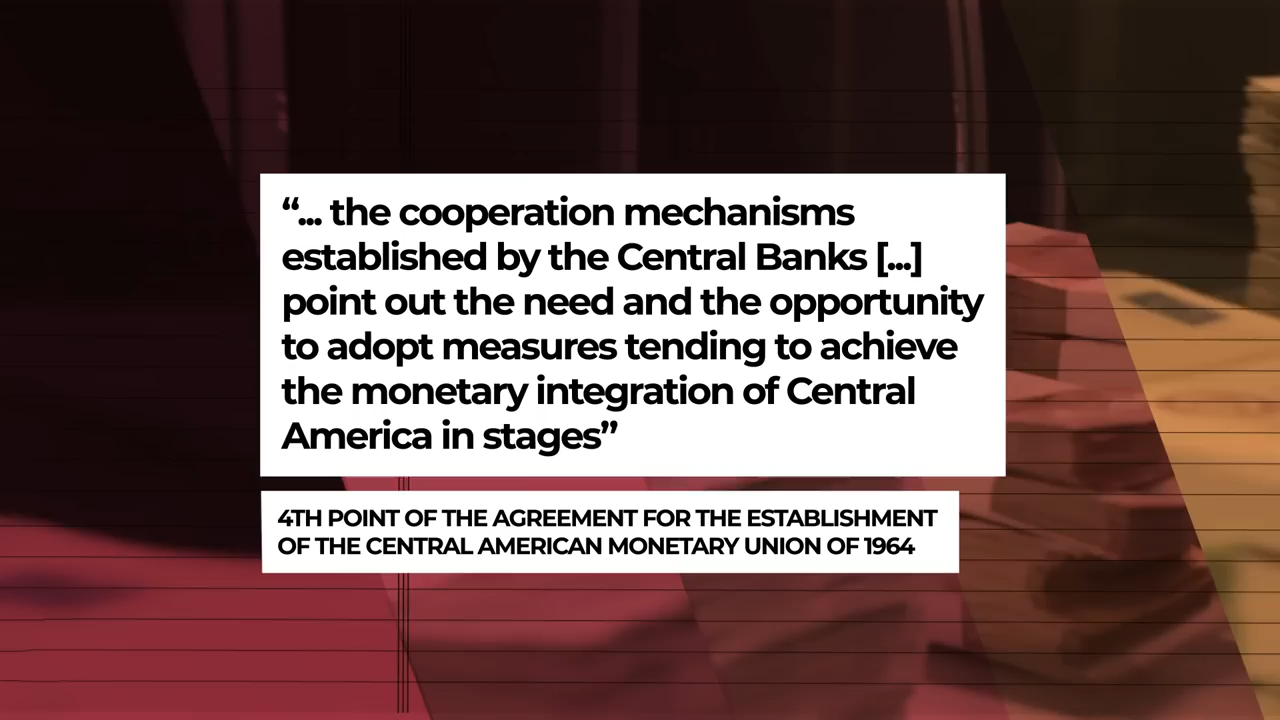 “... the cooperation mechanisms
established by the Central Banks [...]
point out the need and the opportunity
to adopt measures tending to achieve
the monetary integration of Central
America in stages”
4TH POINT OF THE AGREEMENT FOR THE ESTABLISHMENT
OF THE CENTRAL AMERICAN MONETARY UNION OF 1964